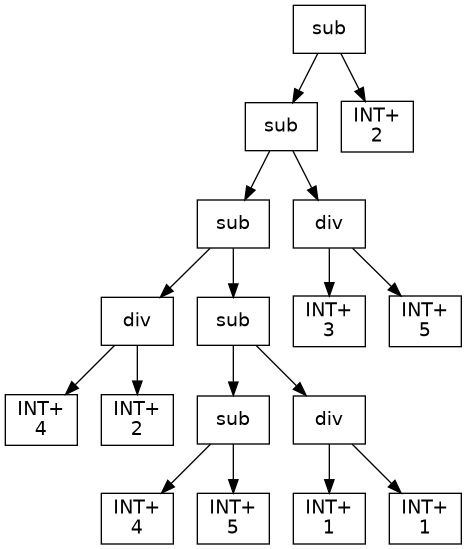 sub
sub
INT+
2
sub
div
div
sub
INT+
3
INT+
5
INT+
4
INT+
2
sub
div
INT+
4
INT+
5
INT+
1
INT+
1